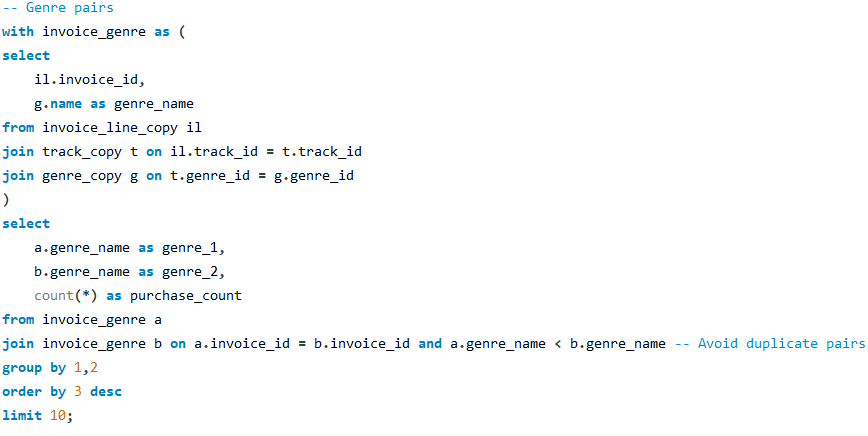 -- Genre pairs
with invoice_genre as (
select
    il.invoice_id,
    g.name as genre_name
from invoice_line_copy il
join track_copy t on il.track_id = t.track_id
join genre_copy g on t.genre_id = g.genre_id
)
select
    a.genre_name as genre_1,
    b.genre_name as genre_2,
    count(*) as purchase_count
from invoice_genre a
join invoice_genre b on a.invoice_id = b.invoice_id and a.genre_name < b.genre_name -- Avoid duplicate pairs
group by 1,2
order by 3 desc
limit 10;